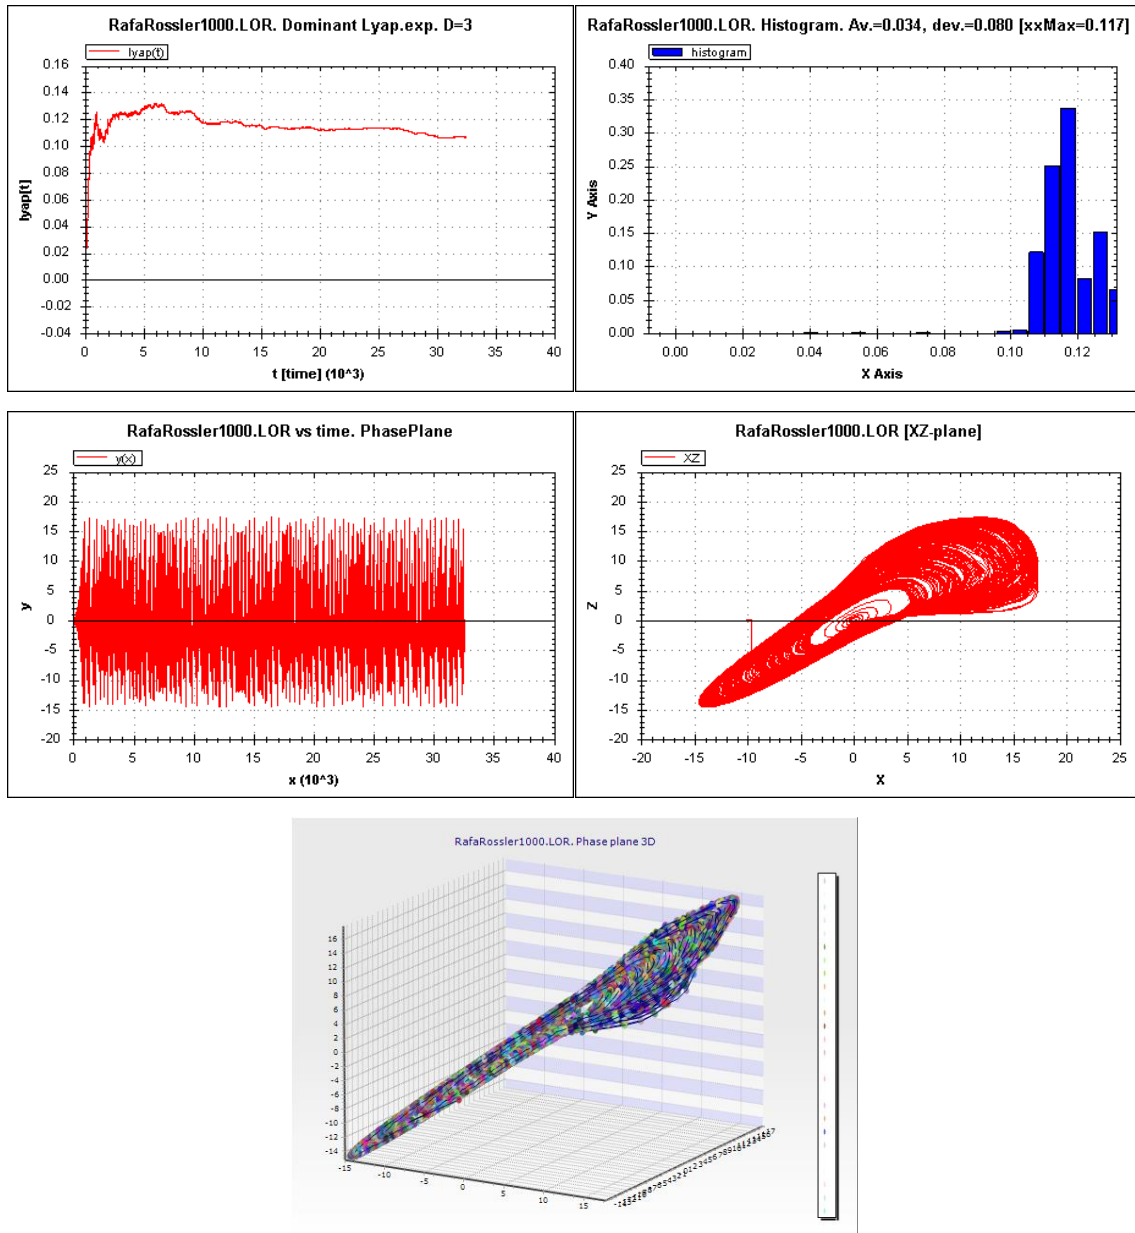 RafaRossler1000.LOR. Dominant Lyap.exp. D=3
lyap(t)
lyap[t]
0.16
0.14
0.12
0.10
0.08
0.06
0.04
0.02
0.00
-0.02
-0.04
0 5 10 15 20 25 30 35 40
t [time] (10^3)
RafaRossler1000.LOR. Histogram. Av.=0.034, dev.=0.080 [xxMax=0.117]
histogram
Y Axis
0.40
0.35
0.30
0.25
0.20
0.15
0.10
0.05
0.00
0.00 0.02 0.04 0.06 0.08 0.10 0.12
X Axis
RafaRossler1000.LOR vs time. PhasePlane
y(x)
y
25
20
15
10
5
0
-5
-10
-15
-20
0 5 10 15 20 25 30 35 40
x (10^3)
RafaRossler1000.LOR [XZ-plane]
XZ
Z
25
20
15
10
5
0
-5
-10
-15
-20
-20 -15 -10 -5 0 5 10 15 20 25
X
RafaRossler1000.LOR. Phase plane 3D
16
14
12
10
8
6
4
2
0
-2
-4
-6
-8
-10
-12
-14
-15 -10 -5 0 5 10 15